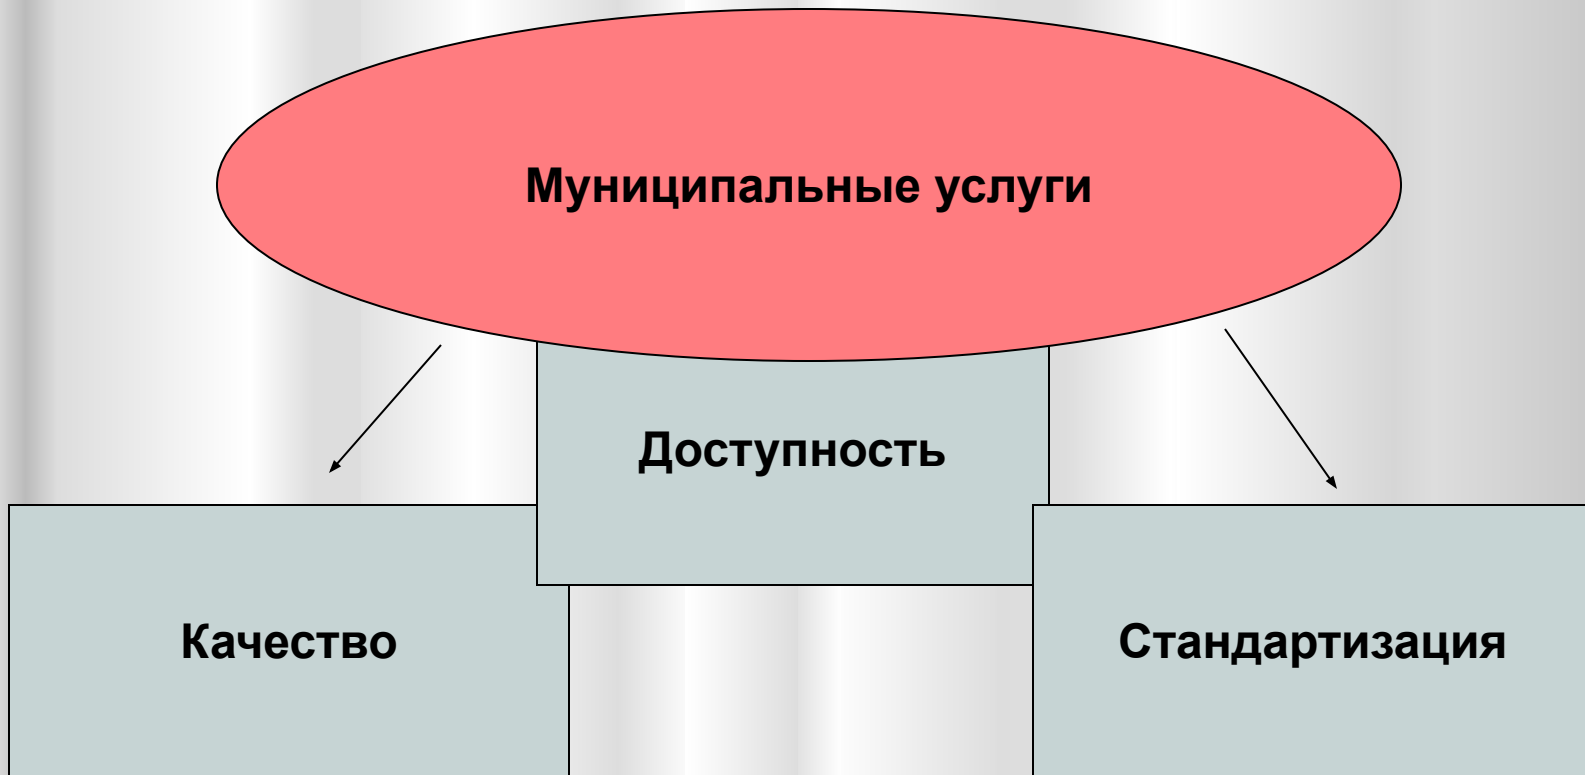 Муниципальные услуги
Доступность
Качество
Стандартизация